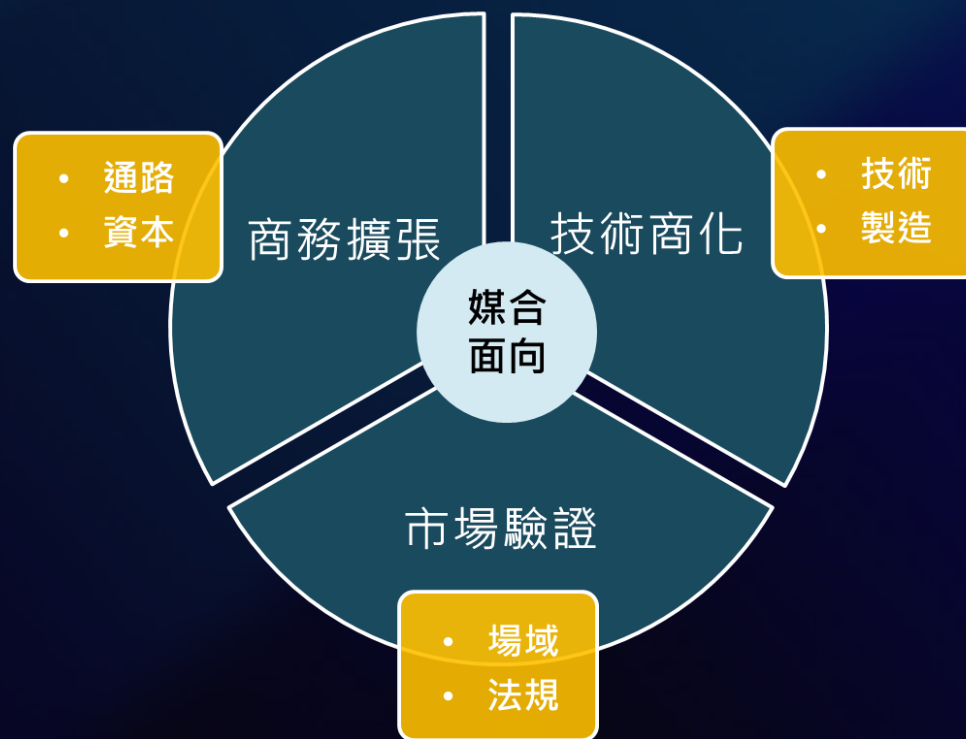 • 通路
• 資本
商務擴張
技術商化
• 技術
• 製造
媒合
面向
市場驗證
• 場域
• 法規